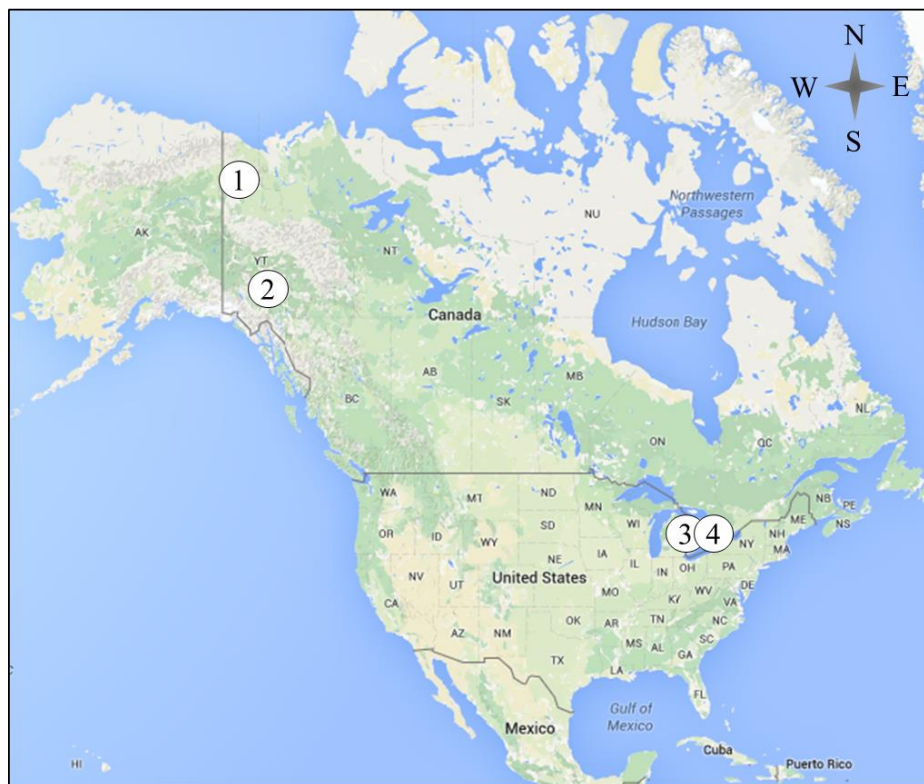 N
W E
S
1
Northwestern
Passages
NU
AK
NT
YT
2
Canada
Hudson Bay
AB
MB
BC
SK
NL
ON
QC
WA
MT
ND
MN
NB
PE
3
4
ME
NS
OR
ID
SD
WI
NH
NY
MA
WY
NE
IA
IL
IN
OH
PA
NV
UT
United States
MO
WV
DE
KY
VA
CA
OK
AR
TN
NC
AZ
NM
MS
AL
SC
GA
TX
LA
FL
Gulf of
Mexico
Mexico
Cuba
HI
Puerto Rico